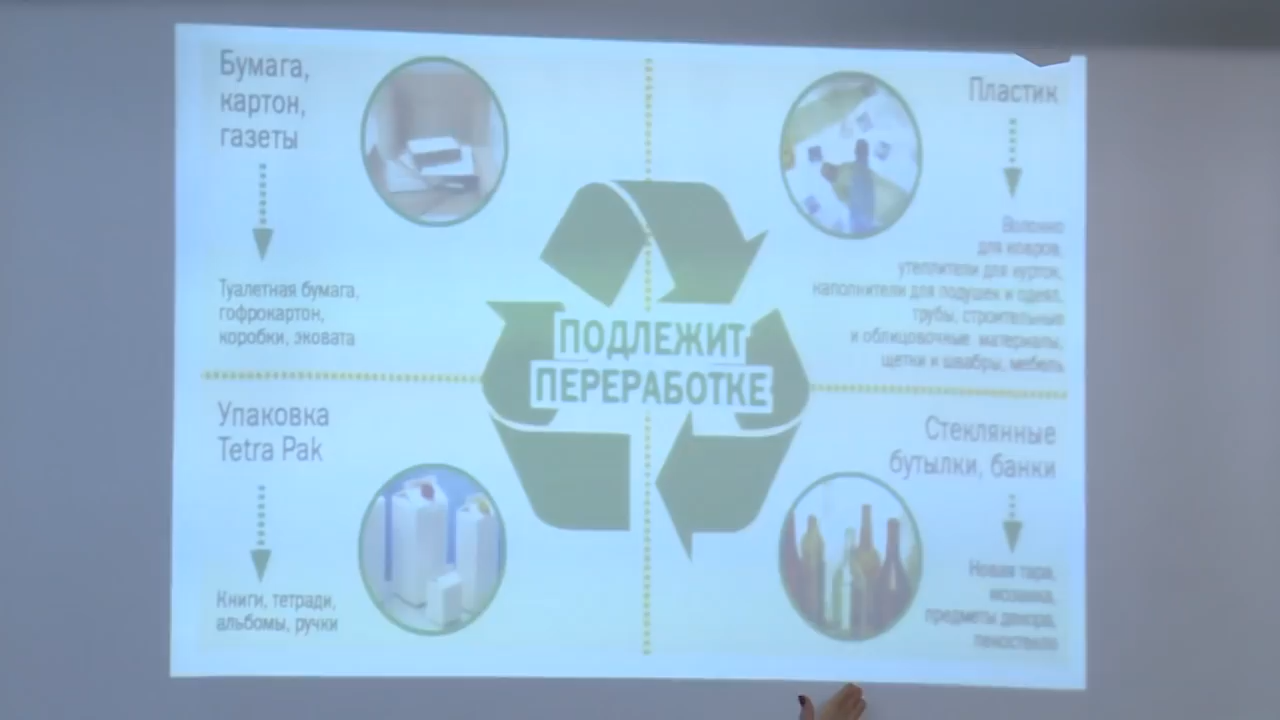 Бумага,
картон,
газеты
Туалетная бумага,
гофрокартон,
коробки, эковата
Пластик
Волокно
для ковров,
утеплители для курток,
наполнители для подушек и одеял,
трубы, строительные
и облицовочные материалы,
щетки и швабры, мебель
ПОДЛЕЖИТ
ПЕРЕРАБОТКЕ
Упаковка
Tetra Pak
Книги, тетради,
альбомы, ручки
Стеклянные
бутылки, банки
Новая тара,
мозаика,
предметы декора,
пеностекло